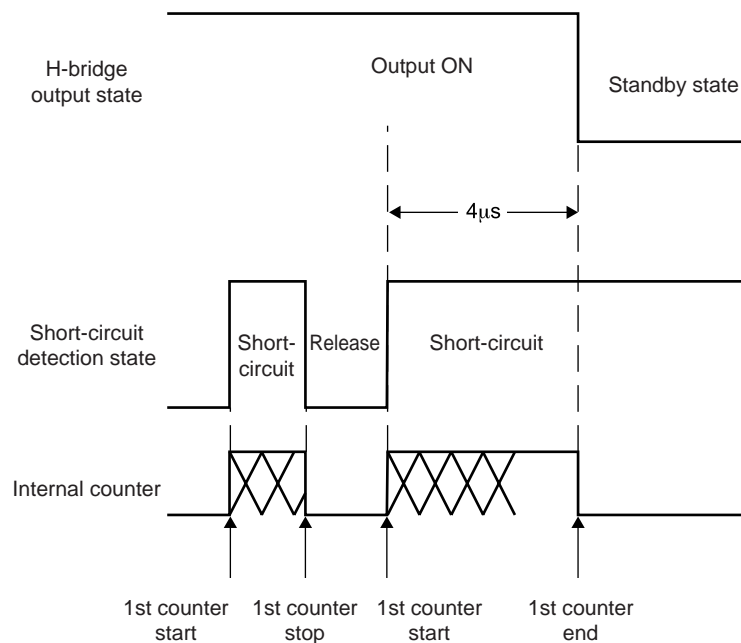 H-bridge
output state
Output ON
Standby state
4μs
Short-circuit
detection state
Short-
circuit
Release
Short-circuit
Internal counter
1st counter
start
1st counter
stop
1st counter
start
1st counter
end